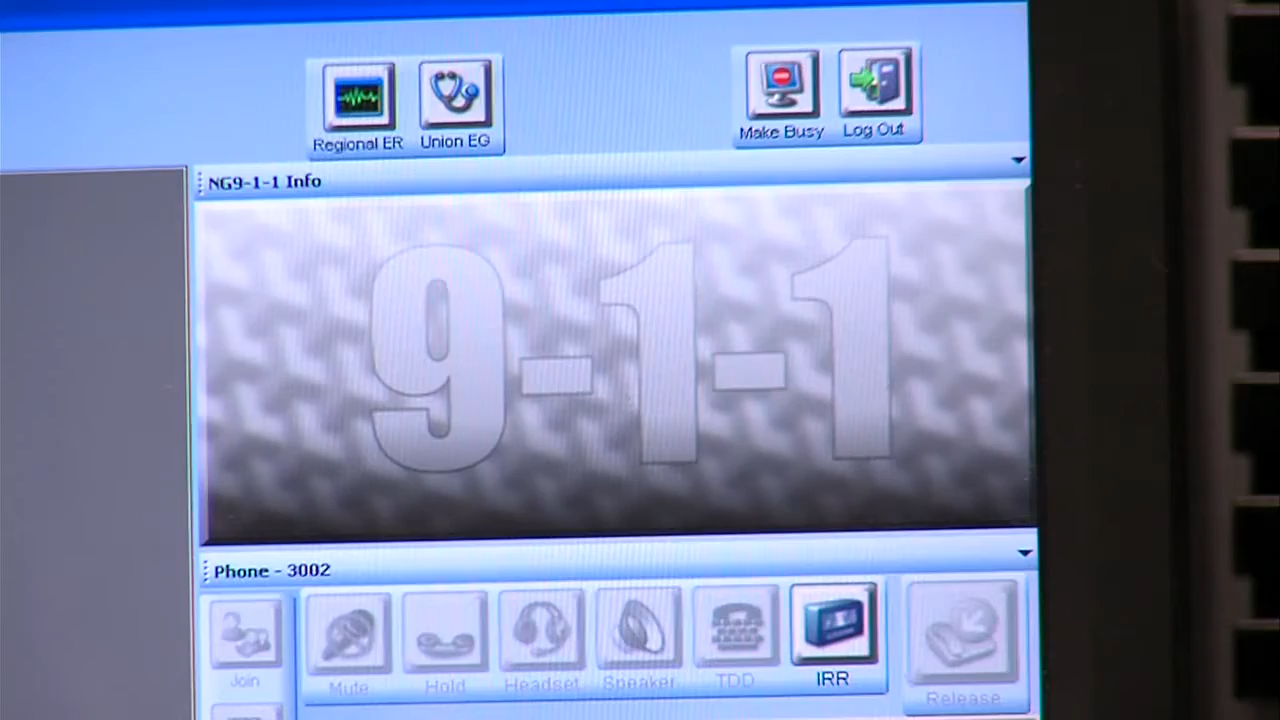 Regional ER Union EG Make Busy Log Out
NG9-1-1 Info
9-1-1
Phone - 3002
Join Mute Hold Headset Speaker TDD IRR Release